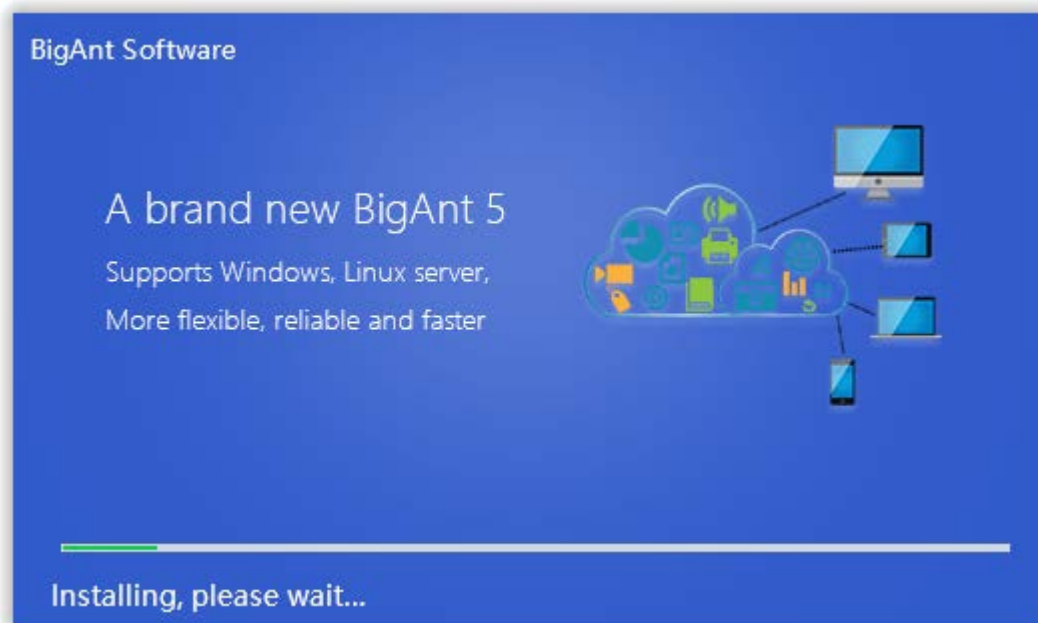 BigAnt Software
A brand new BigAnt 5
Supports Windows, Linux server,
More flexible, reliable and faster
Installing, please wait...